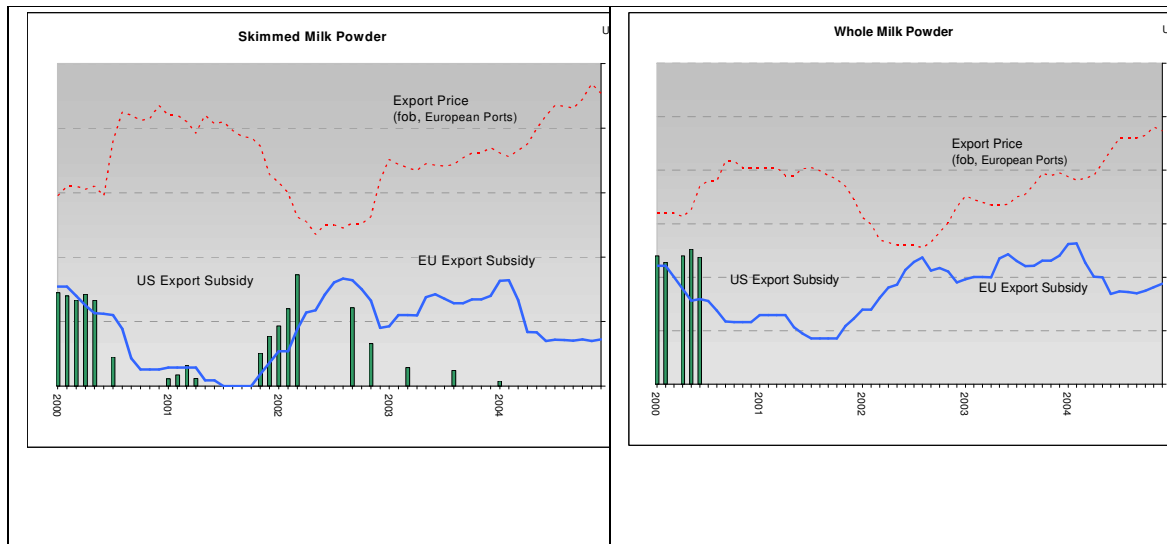 Skimmed Milk Powder
U
Export Price
(fob, European Ports)
US Export Subsidy
EU Export Subsidy
2000
2001
2002
2003
2004
Whole Milk Powder
U
Export Price
(fob, European Ports)
US Export Subsidy
EU Export Subsidy
2000
2001
2002
2003
2004